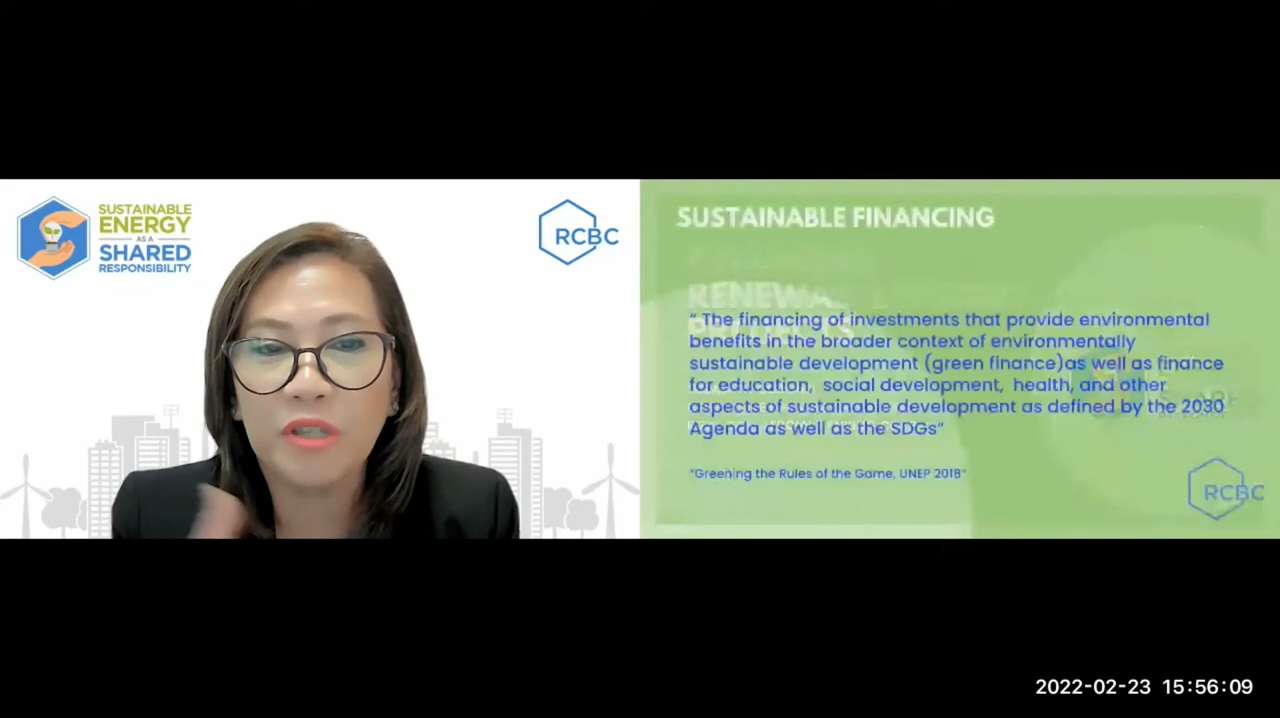 SUSTAINABLE
ENERGY
AS A
SHARED
RESPONSIBILITY
RCBC
SUSTAINABLE FINANCING
RENEWA
“ The financing of investments that provide environmental
benefits in the broader context of environmentally
sustainable development (green finance)as well as finance
for education, social development, health, and other
aspects of sustainable development as defined by the 2030
Agenda as well as the SDGs”
“Greening the Rules of the Game, UNEP 2018”
RCBC
2022-02-23 15:56:09